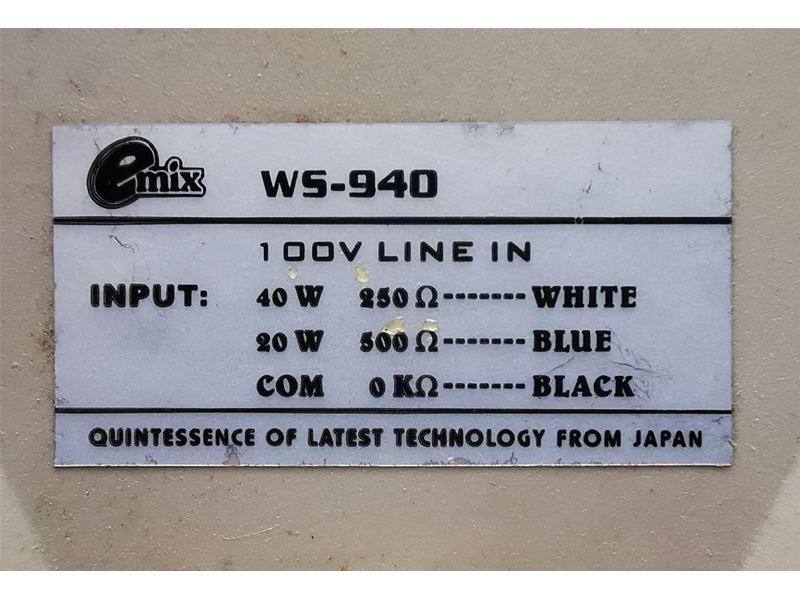 emix WS-940
100V LINE IN
INPUT: 40 W 250 Ω ------- WHITE
20 W 500 Ω ------- BLUE
COM 0 KΩ ------- BLACK
QUINTESSENCE OF LATEST TECHNOLOGY FROM JAPAN